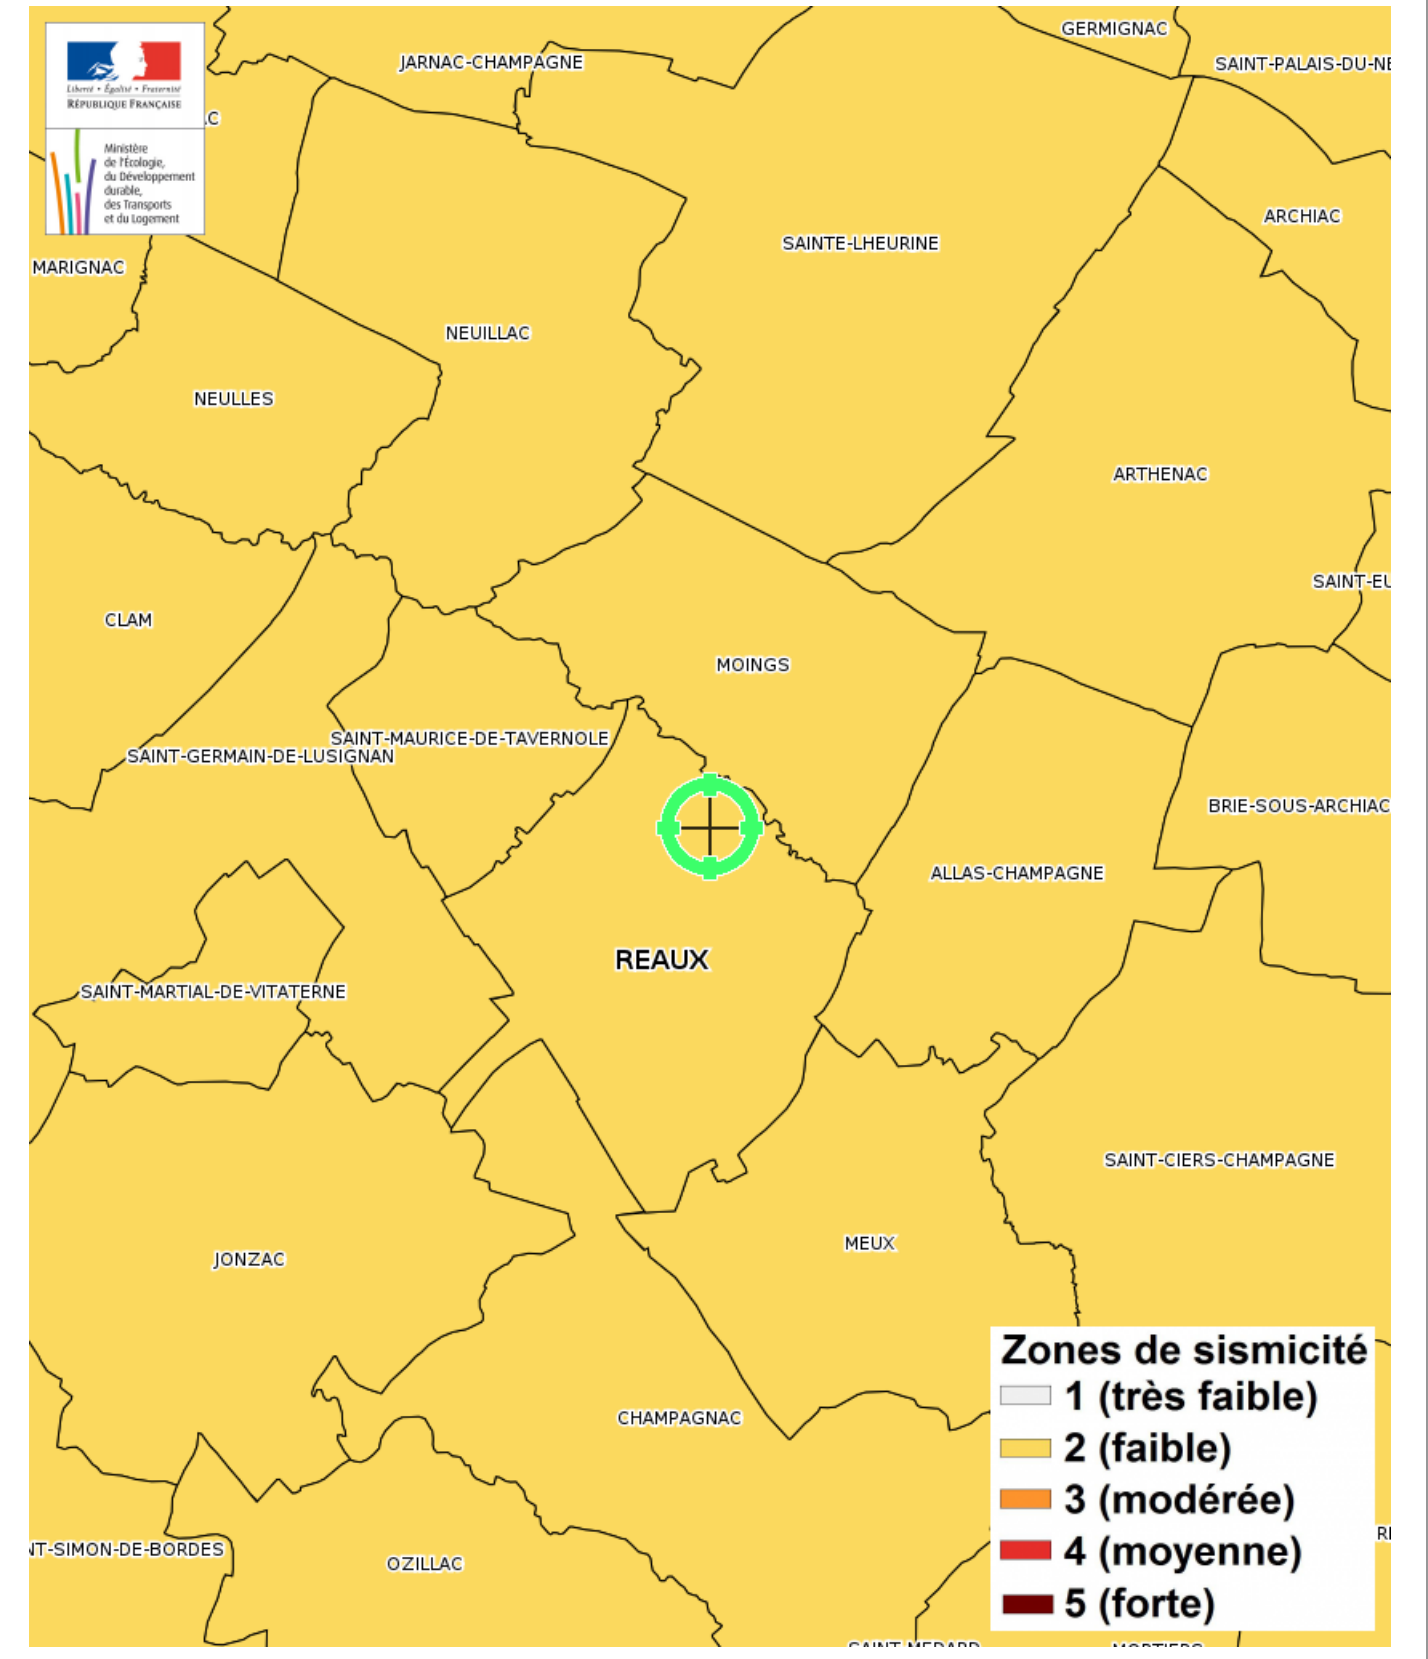 GERMIGNAC
JARNAC-CHAMPAGNE
SAINT-PALAIS-DU-NE
Liberté • Égalité • Fraternité
RÉPUBLIQUE FRANÇAISE
Ministère
de l'Écologie,
du Développement
durable,
des Transports
et du Logement
ARCHIAC
SAINTE-LHEURINE
MARIGNAC
NEUILLAC
NEULLES
ARTHENAC
SAINT-EU
CLAM
MOINGS
SAINT-MAURICE-DE-TAVERNOLE
SAINT-GERMAIN-DE-LUSIGNAN
BRIE-SOUS-ARCHIAC
ALLAS-CHAMPAGNE
REAUX
SAINT-MARTIAL-DE-VITATERNE
SAINT-CIERS-CHAMPAGNE
MEUX
JONZAC
Zones de sismicité
1 (très faible)
2 (faible)
3 (modérée)
4 (moyenne)
5 (forte)
CHAMPAGNAC
NT-SIMON-DE-BORDES
OZILLAC
SAINT-MEDARD
MORTIERS